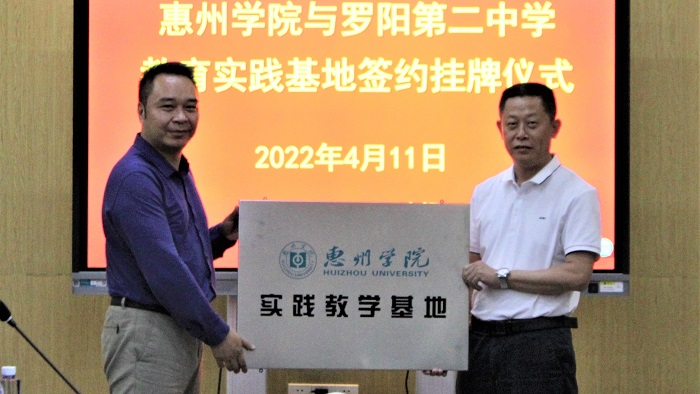 惠州学院与罗阳第二中学
教育实践基地签约挂牌仪式
2022年4月11日
惠州学院
HUIZHOU UNIVERSITY
实践教学基地